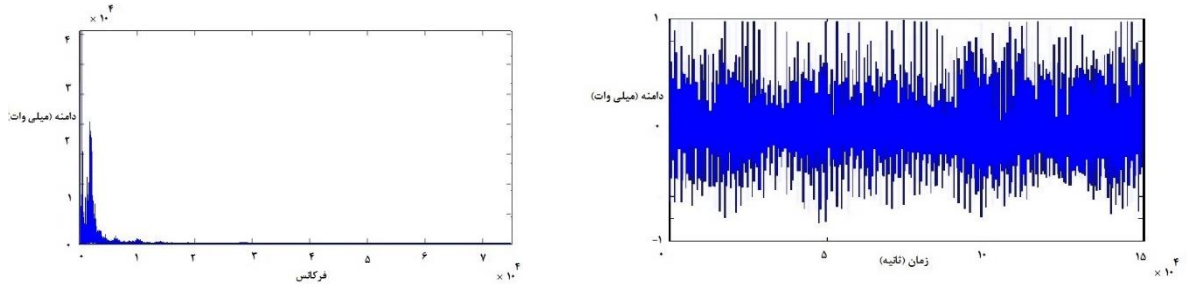 × ۱۰ ۴
۴
۳
دامنه (میلی وات)
۲
۱
۰
۰ ۱ ۲ ۳ ۴ ۵ ۶ ۷
× ۱۰ ۴
فرکانس
۱
دامنه (میلی وات)
۰
-۱
۰ ۵ ۱۰ ۱۵
× ۱۰ ۴
زمان (ثانیه)